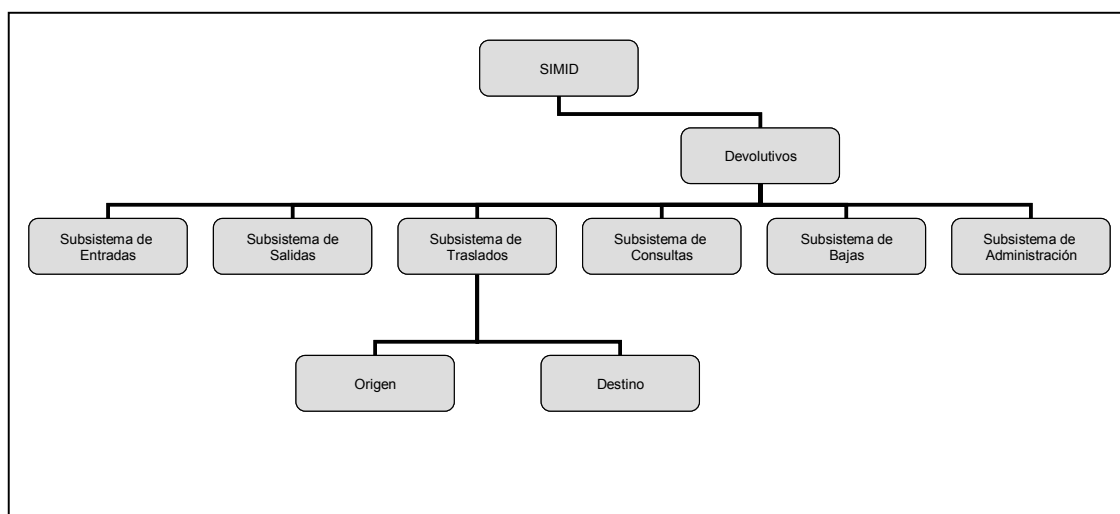 SIMID
Devolutivos
Subsistema de
Entradas
Subsistema de
Salidas
Subsistema de
Traslados
Subsistema de
Consultas
Subsistema de
Bajas
Subsistema de
Administración
Origen
Destino